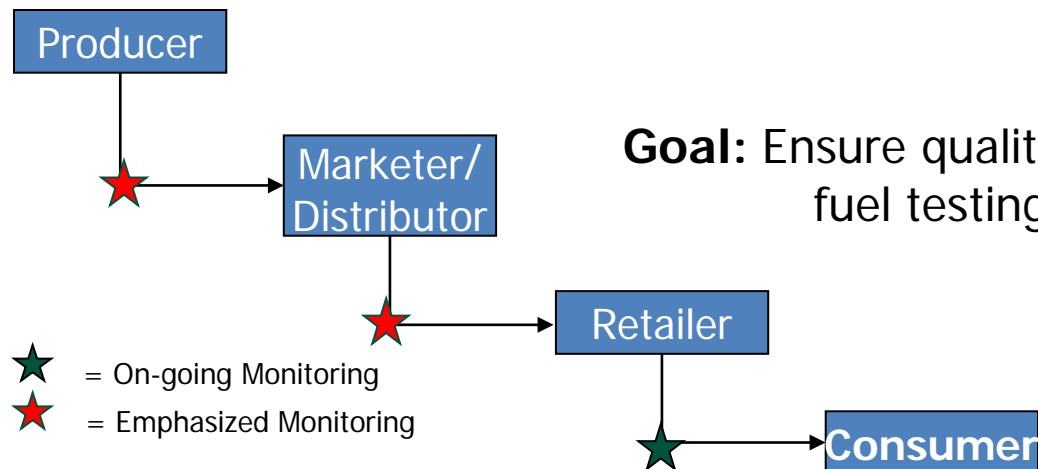 Producer
Marketer/
Distributor
Goal: Ensure qualit
fuel testing
Retailer
= On-going Monitoring
= Emphasized Monitoring
Consumer